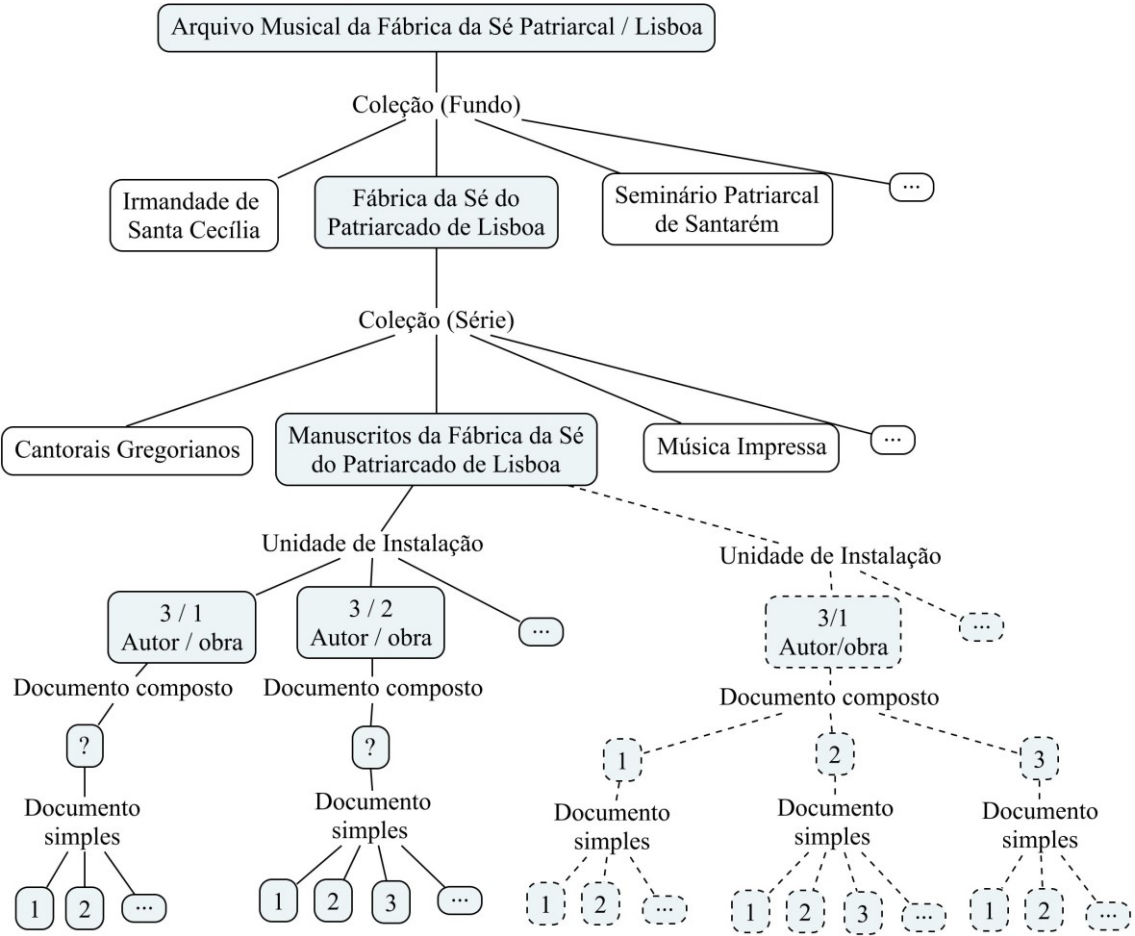 Arquivo Musical da Fábrica da Sé Patriarcal / Lisboa
Coleção (Fundo)
Irmandade de
Santa Cecília
Fábrica da Sé do
Patriarcado de Lisboa
Seminário Patriarcal
de Santarém
...
Coleção (Série)
Cantorais Gregorianos
Manuscritos da Fábrica da Sé
do Patriarcado de Lisboa
Música Impressa
...
Unidade de Instalação
3 / 1
Autor / obra
3 / 2
Autor / obra
...
Documento composto
Documento composto
?
?
Documento
simples
Documento
simples
1
2
...
1
2
3
...
Unidade de Instalação
3/1
Autor/obra
...
Documento composto
1
2
3
Documento
simples
Documento
simples
Documento
simples
1
2
...
1
2
3
...
1
2
...